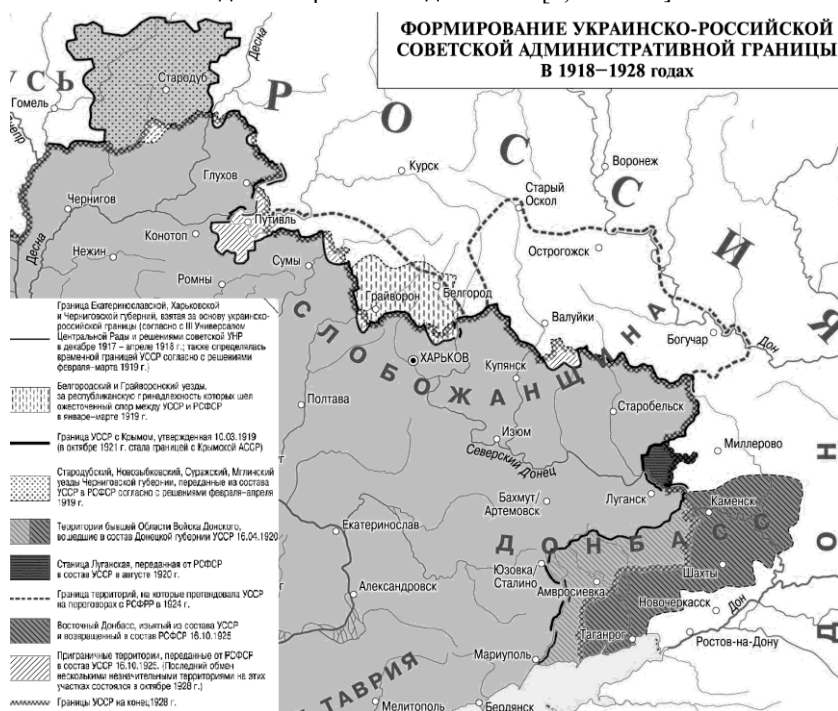 ФОРМИРОВАНИЕ УКРАИНСКО-РОССИЙСКОЙ
СОВЕТСКОЙ АДМИНИСТРАТИВНОЙ ГРАНИЦЫ
В 1918–1928 годах
УСЬ
РОССИЯ
Десна
Гомель
Стародуб
Курск
Воронеж
Старый
Оскол
Глухов
Чернигов
Путивль
Острогожск
Десна
Конотоп
Нежин
Сумы
Белгород
Ромны
Грайворон
Валуйки
Богучар
Дон
СЛОБОЖАНЩИНА
ХАРЬКОВ
Купянск
Полтава
Старобельск
Изюм
Северский Донец
Миллерово
Луганск
Каменск
Бахмут/
Артемовск
Екатеринослав
ДОНБАСС
Юзовка/
Сталино
Шахты
Амвросиевка
Александровск
Новочеркасск
Дон
Таганрог
Ростов-на-Дону
Мариуполь
ТАВРИЯ
Мелитополь
Бердянск
ДОН
Граница Екатеринославской, Харьковской
и Черниговской губерний, взятая за основу украинско-
российской границы (согласно с III Универсалом
Центральной Рады и решениями советской УНР
в декабре 1917 – апреле 1918 г.; также определялась
временной границей УССР согласно с решениями
февраля–марта 1919 г.)
Белгородский и Грайворонский уезды,
за республиканскую принадлежность которых шел
ожесточенный спор между УССР и РСФСР
в январе–марте 1919 г.
Граница УССР с Крымом, утвержденная 10.03.1919
(в октябре 1921 г. стала границей с Крымской АССР)
Стародубский, Новозыбковский, Суражский, Мглинский
уезды Черниговской губернии, переданные из состава
УССР в РСФСР согласно с решениями февраля–апреля
1919 г.
Территории бывшей Области Войска Донского,
вошедшие в состав Донецкой губернии УССР 16.04.1920
Станица Луганская, переданная от РСФСР
в состав УССР в августе 1920 г.
Граница территорий, на которые претендовала УССР
на переговорах с РСФРР в 1924 г.
Восточный Донбасс, изъятый из состава УССР
и возвращенный в состав РСФСР 16.10.1925
Приграничные территории, переданные от РСФСР
в состав УССР 16.10.1925. (Последний обмен
несколькими незначительными территориями на этих
участках состоялся в октябре 1928 г.)
Границы УССР на конец 1928 г.